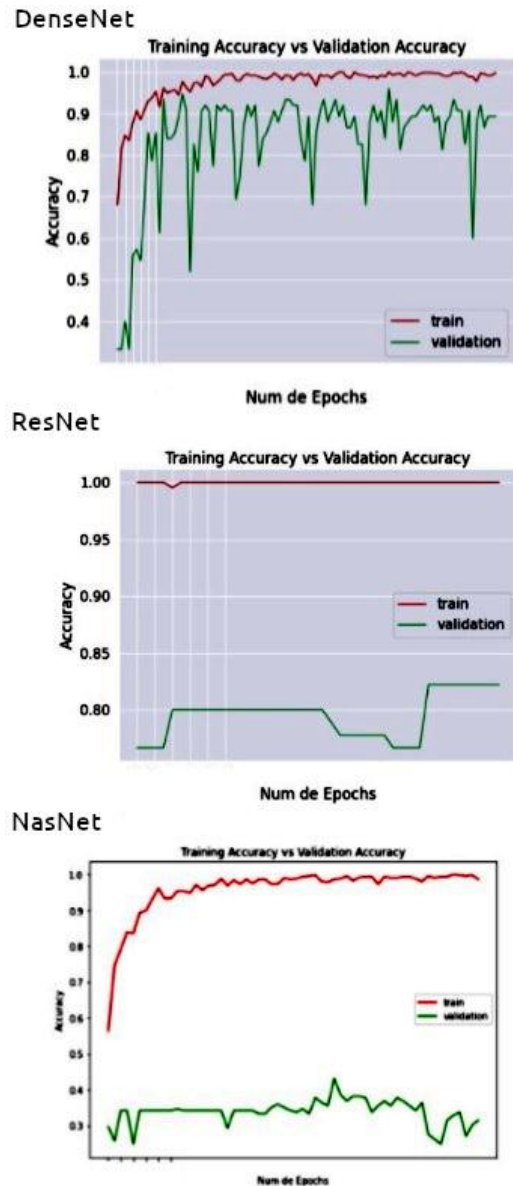 DenseNet
Training Accuracy vs Validation Accuracy
1.0
0.9
0.8
0.7
0.6
0.5
0.4
Accuracy
train
validation
Num de Epochs
ResNet
Training Accuracy vs Validation Accuracy
1.00
0.95
0.90
0.85
0.80
Accuracy
train
validation
Num de Epochs
NasNet
Training Accuracy vs Validation Accuracy
1.0
0.9
0.8
0.7
0.6
0.5
0.4
0.3
Accuracy
train
validation
Num de Epochs